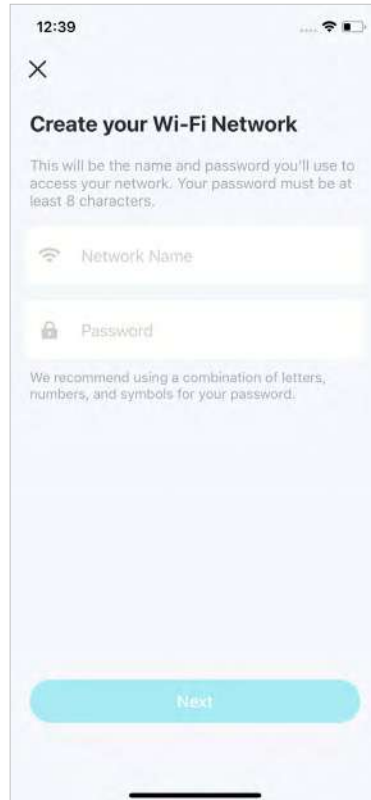 12:39
Create your Wi-Fi Network
This will be the name and password you'll use to
access your network. Your password must be at
least 8 characters.
Network Name
Password
We recommend using a combination of letters,
numbers, and symbols for your password.
Next